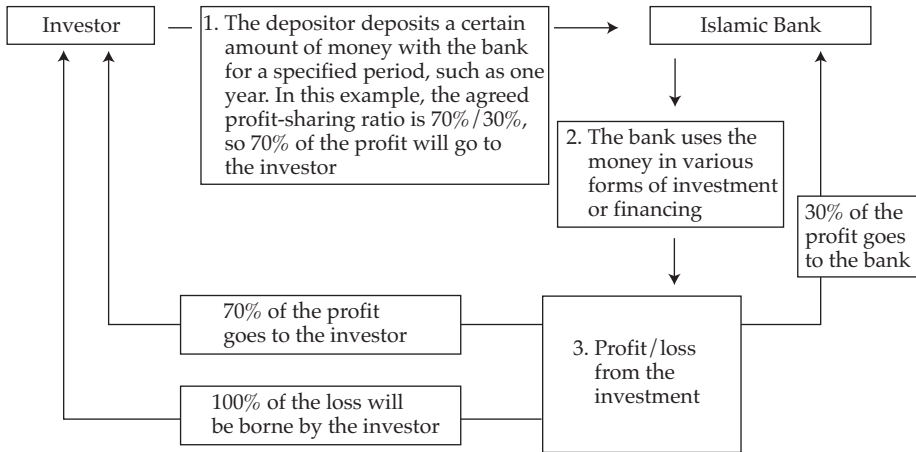 Investor
1. The depositor deposits a certain
amount of money with the bank
for a specified period, such as one
year. In this example, the agreed
profit-sharing ratio is 70%/30%,
so 70% of the profit will go to
the investor
Islamic Bank
2. The bank uses the
money in various
forms of investment
or financing
30% of the
profit goes
to the bank
70% of the profit
goes to the investor
3. Profit/loss
from the
investment
100% of the loss will
be borne by the investor